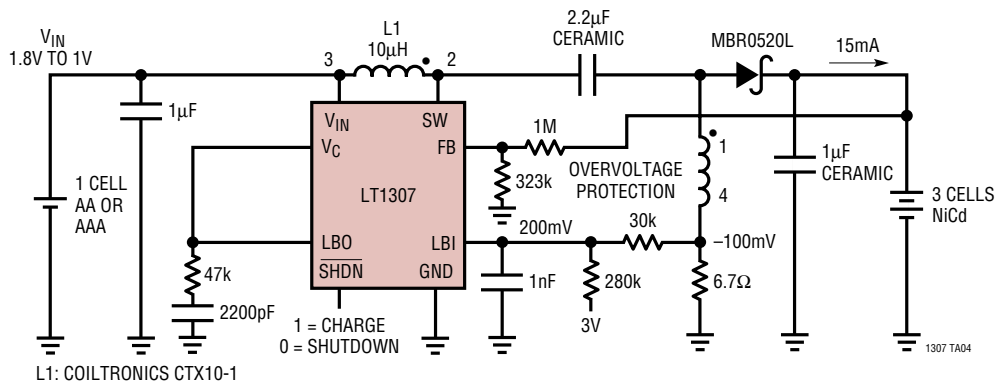 VIN
1.8V TO 1V
L1
10µH
3
2
2.2µF
CERAMIC
MBR0520L
15mA
1µF
VIN
SW
VC
FB
1M
323k
OVERVOLTAGE
PROTECTION
1
4
1µF
CERAMIC
1 CELL
AA OR
AAA
LT1307
3 CELLS
NiCd
LBO
LBI
200mV
30k
–100mV
47k
SHDN
GND
1nF
280k
6.7Ω
2200pF
3V
1 = CHARGE
0 = SHUTDOWN
1307 TA04
L1: COILTRONICS CTX10-1